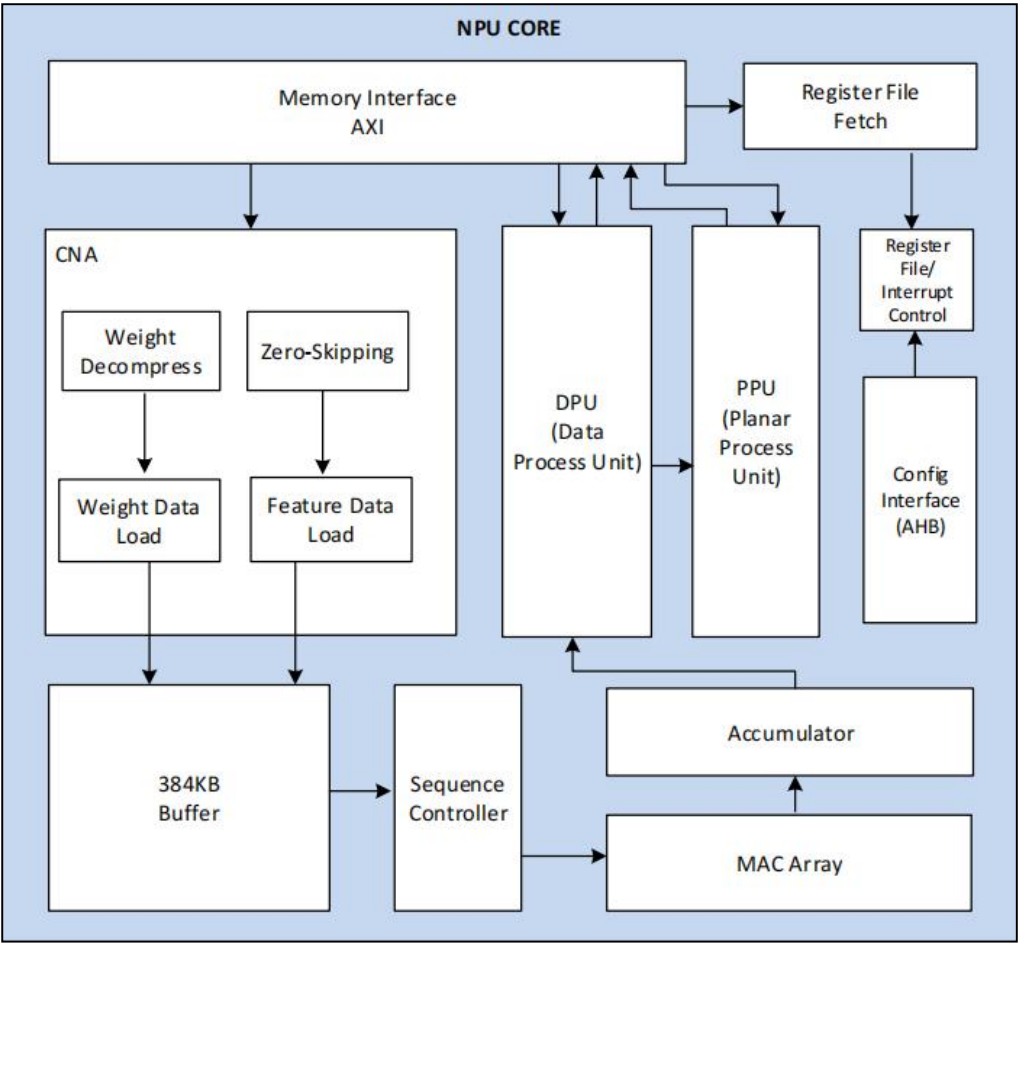 NPU CORE
Memory Interface
AXI
Register File
Fetch
CNA
Weight
Decompress
Zero-Skipping
Weight Data
Load
Feature Data
Load
DPU
(Data
Process Unit)
PPU
(Planar
Process
Unit)
Register
File/
Interrupt
Control
Config
Interface
(AHB)
384KB
Buffer
Sequence
Controller
Accumulator
MAC Array